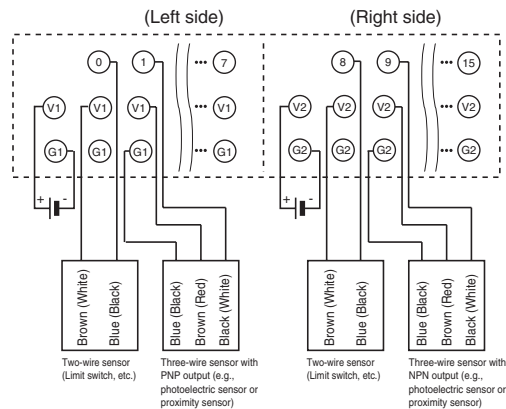 (Left side) (Right side)
0 1 ••• 7 8 9 ••• 15
V1 V1 V1 ••• V1 V2 V2 V2 ••• V2
G1 G1 G1 ••• G1 G2 G2 G2 ••• G2
+ - + -
Brown (White)
Blue (Black)
Blue (Black)
Brown (Red)
Black (White)
Brown (White)
Blue (Black)
Blue (Black)
Brown (Red)
Black (White)
Two-wire sensor
(Limit switch, etc.)
Three-wire sensor with
PNP output (e.g.,
photoelectric sensor or
proximity sensor)
Two-wire sensor
(Limit switch, etc.)
Three-wire sensor with
NPN output (e.g.,
photoelectric sensor or
proximity sensor)